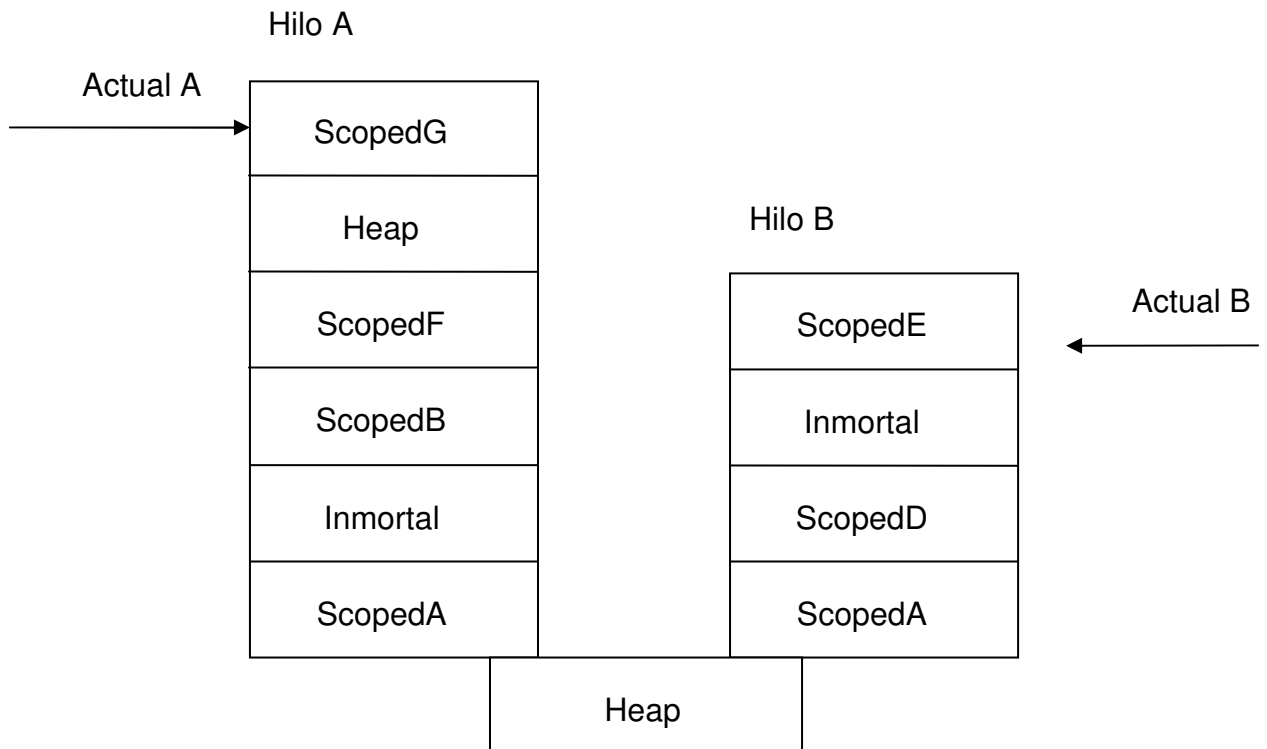 Hilo A
Actual A
ScopedG
Heap
ScopedF
ScopedB
Inmortal
ScopedA
Hilo B
Actual B
ScopedE
Inmortal
ScopedD
ScopedA
Heap